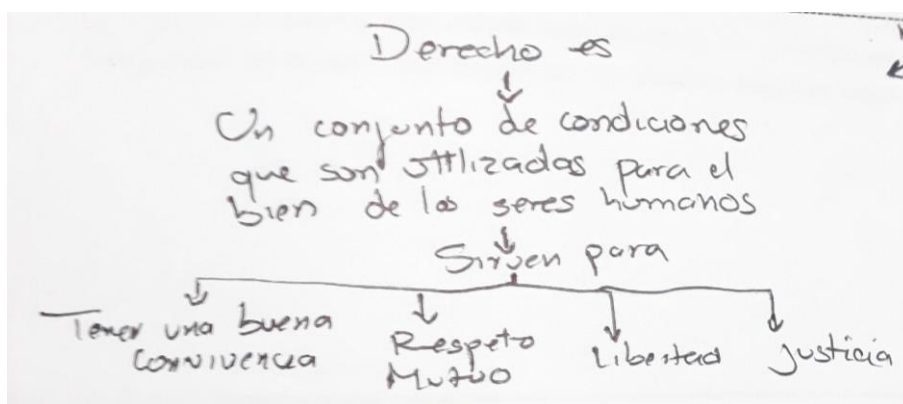 Derecho es
Un conjunto de condiciones
que son utilizadas para el
bien de los seres humanos
Sirven para
Tener una buena
convivencia
Respeto
Mutuo
Libertad
justicia